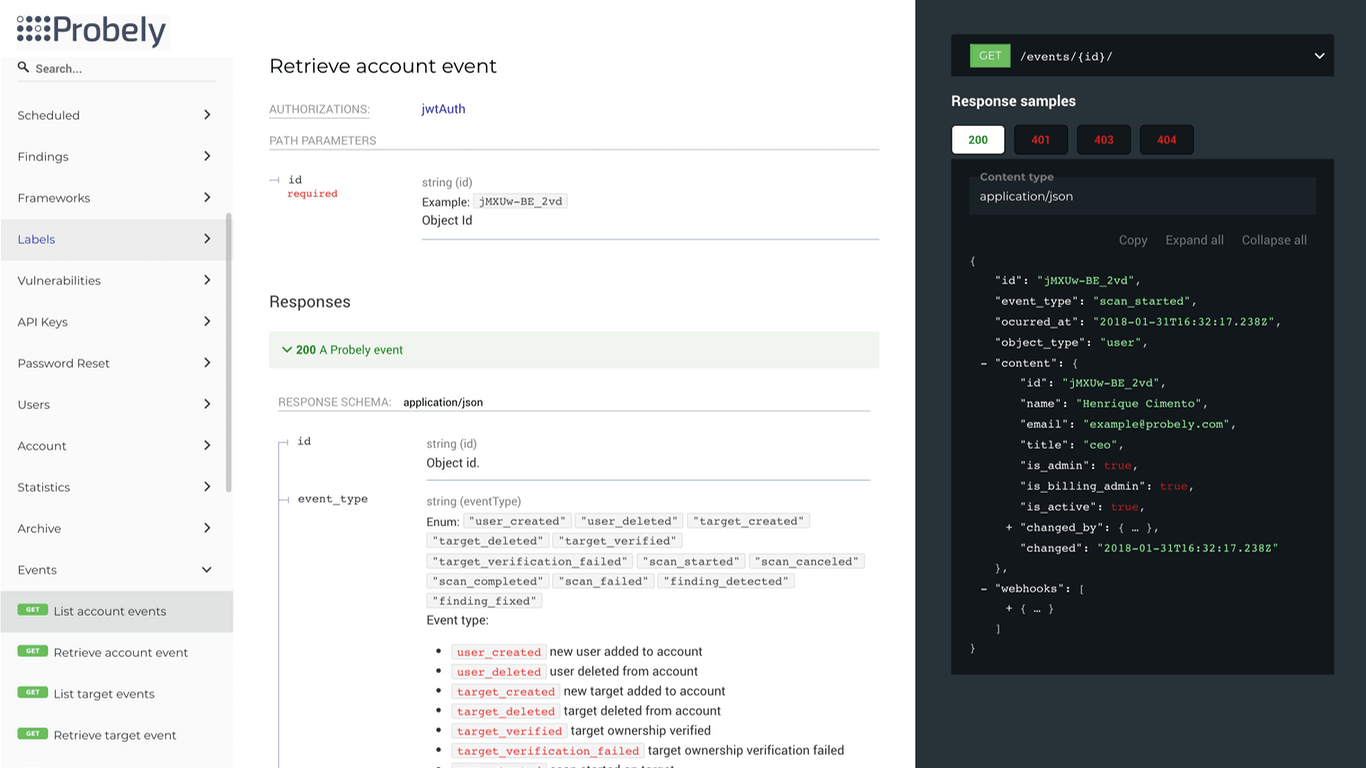 Probely
Search...
Scheduled
Findings
Frameworks
Labels
Vulnerabilities
API Keys
Password Reset
Users
Account
Statistics
Archive
Events
GET List account events
GET Retrieve account event
GET List target events
GET Retrieve target event
Retrieve account event
AUTHORIZATIONS: jwtAuth
PATH PARAMETERS
id
required
string (id)
Example: jMXUw-BE_2vd
Object Id
Responses
200 A Probely event
RESPONSE SCHEMA: application/json
id
string (id)
Object id.
event_type
string (eventType)
Enum: "user_created" "user_deleted" "target_created"
"target_deleted" "target_verified"
"target_verification_failed" "scan_started" "scan_canceled"
"scan_completed" "scan_failed" "finding_detected"
"finding_fixed"
Event type:
• user_created new user added to account
• user_deleted user deleted from account
• target_created new target added to account
• target_deleted target deleted from account
• target_verified target ownership verified
• target_verification_failed target ownership verification failed
GET /events/{id}/
Response samples
200 401 403 404
Content type
application/json
Copy Expand all Collapse all
{
"id": "jMXUw-BE_2vd",
"event_type": "scan_started",
"ocurred_at": "2018-01-31T16:32:17.238Z",
"object_type": "user",
- "content": {
"id": "jMXUw-BE_2vd",
"name": "Henrique Cimento",
"email": "example@probely.com",
"title": "ceo",
"is_admin": true,
"is_billing_admin": true,
"is_active": true,
+ "changed_by": { … },
"changed": "2018-01-31T16:32:17.238Z"
},
- "webhooks": [
+ { … }
]
}